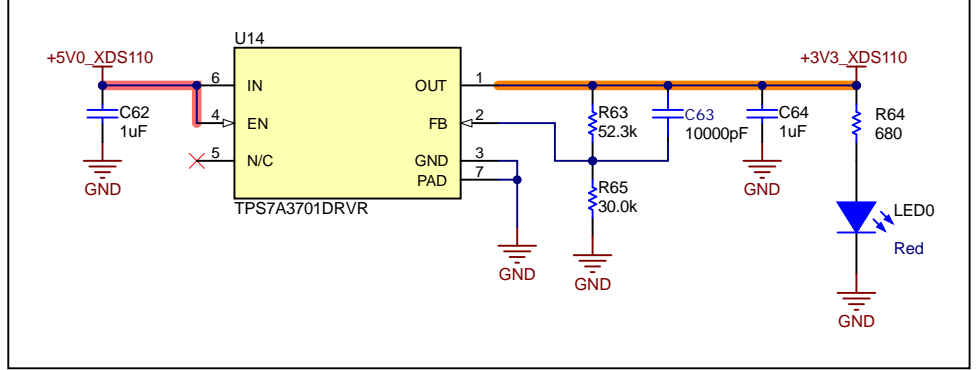 U14
+5V0_XDS110
+3V3_XDS110
6
IN
OUT
1
C62
1uF
4
EN
FB
2
R63
52.3k
C63
10000pF
C64
1uF
R64
680
5
N/C
GND
3
PAD
7
GND
R65
30.0k
TPS7A3701DRVR
LED0
Red
GND
GND
GND